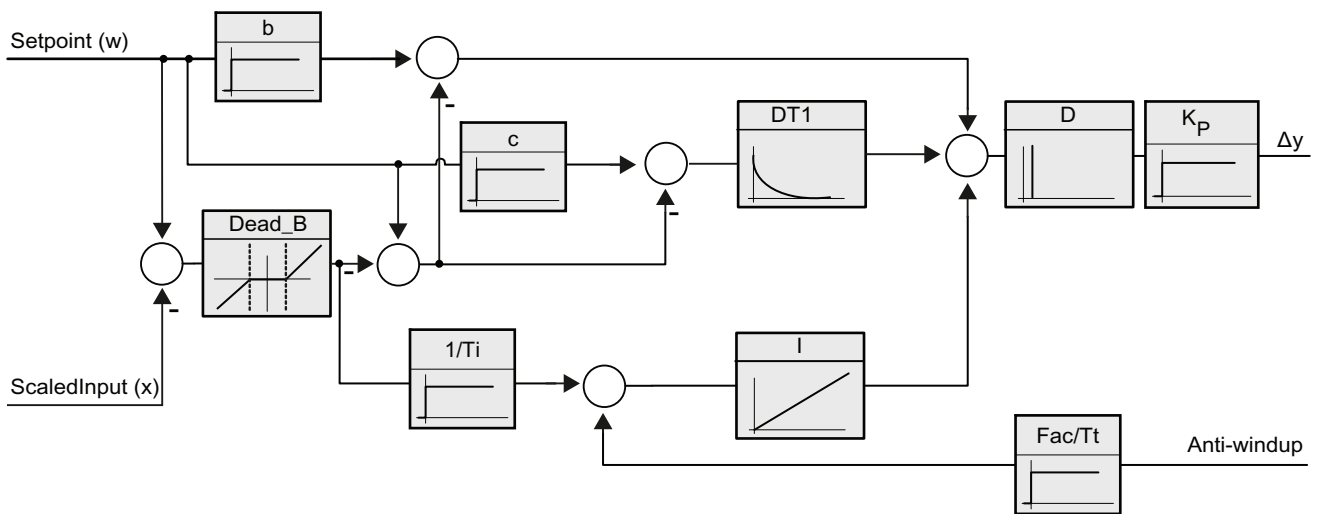 Setpoint (w)
b
-
DT1
D
K_P
Δy
c
-
Dead_B
-
-
ScaledInput (x)
1/Ti
I
Fac/Tt
Anti-windup